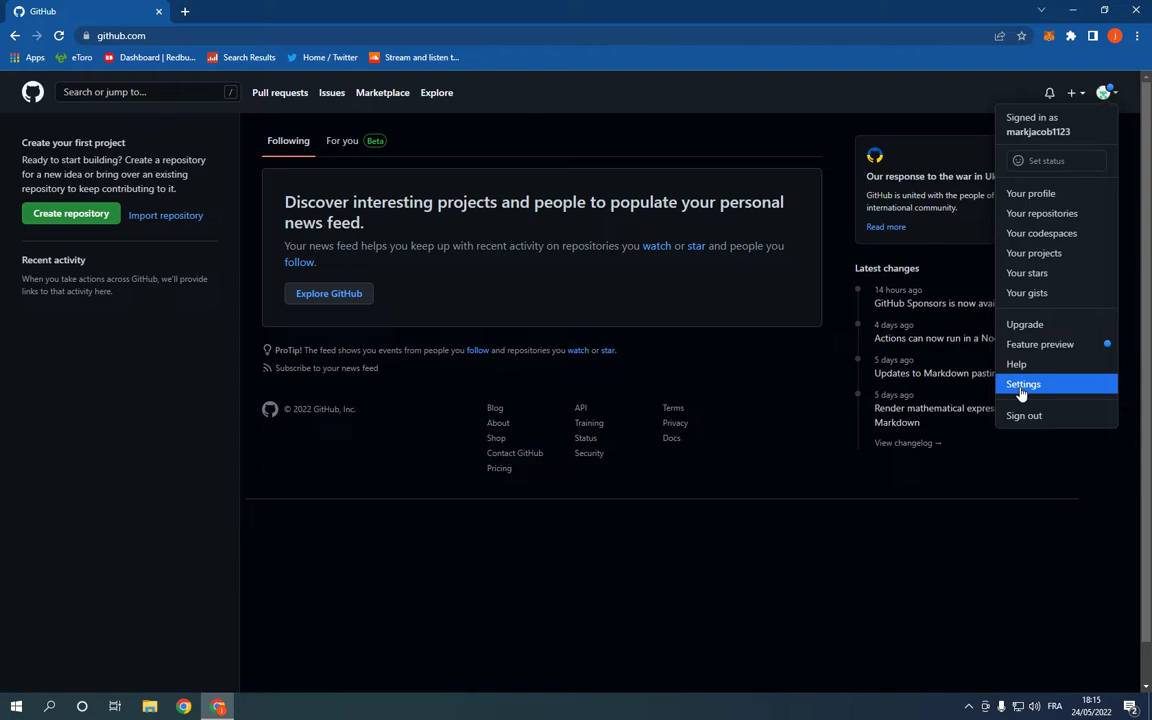 GitHub
github.com
Apps
eToro
Dashboard | Redbu...
Search Results
Home / Twitter
Stream and listen t...
Search or jump to...
/
Pull requests
Issues
Marketplace
Explore
Create your first project
Ready to start building? Create a repository
for a new idea or bring over an existing
repository to keep contributing to it.
Create repository
Import repository
Recent activity
When you take actions across GitHub, we'll provide
links to that activity here.
Following
For you
Beta
Discover interesting projects and people to populate your personal
news feed.
Your news feed helps you keep up with recent activity on repositories you watch or star and people you
follow.
Explore GitHub
ProTip! The feed shows you events from people you follow and repositories you watch or star.
Subscribe to your news feed
© 2022 GitHub, Inc.
Blog
About
Shop
Contact GitHub
Pricing
API
Training
Status
Security
Terms
Privacy
Docs
Our response to the war in Uk
GitHub is united with the people of
international community.
Read more
Latest changes
14 hours ago
GitHub Sponsors is now avai
4 days ago
Actions can now run in a No
5 days ago
Updates to Markdown pastin
5 days ago
Render mathematical expres
Markdown
View changelog →
Signed in as
markjacob1123
Set status
Your profile
Your repositories
Your codespaces
Your projects
Your stars
Your gists
Upgrade
Feature preview
Help
Settings
Sign out
j
FRA
18:15
24/05/2022
2